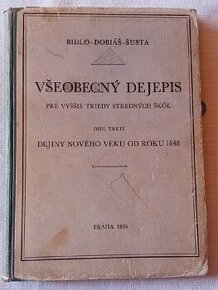 BIDLO-DOBIÁŠ-ŠUSTA
VŠEOBECNÝ DEJEPIS
PRE VYŠŠIE TRIEDY STREDNÝCH ŠKÔL
DIEL TRETÍ
DEJINY NOVÉHO VEKU OD ROKU 1648
PRAHA